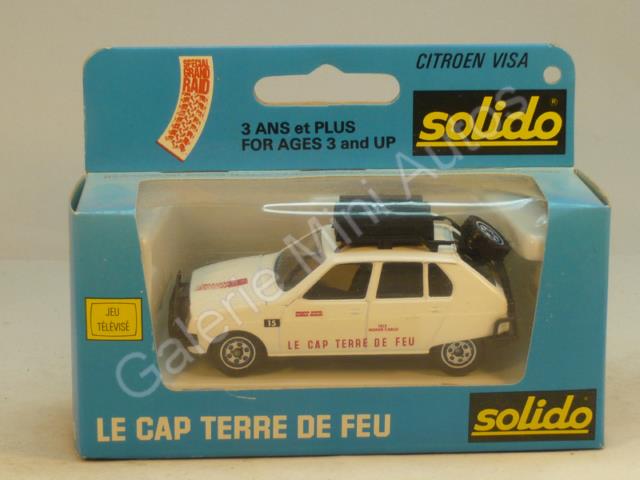 SPECIAL
GRAND
RAID
CITROEN VISA
3 ANS et PLUS
FOR AGES 3 and UP
solido®
JEU
TÉLÉVISÉ
15
LE CAP TERRE DE FEU
LE CAP TERRE DE FEU
solido
Galerie Mini Autos